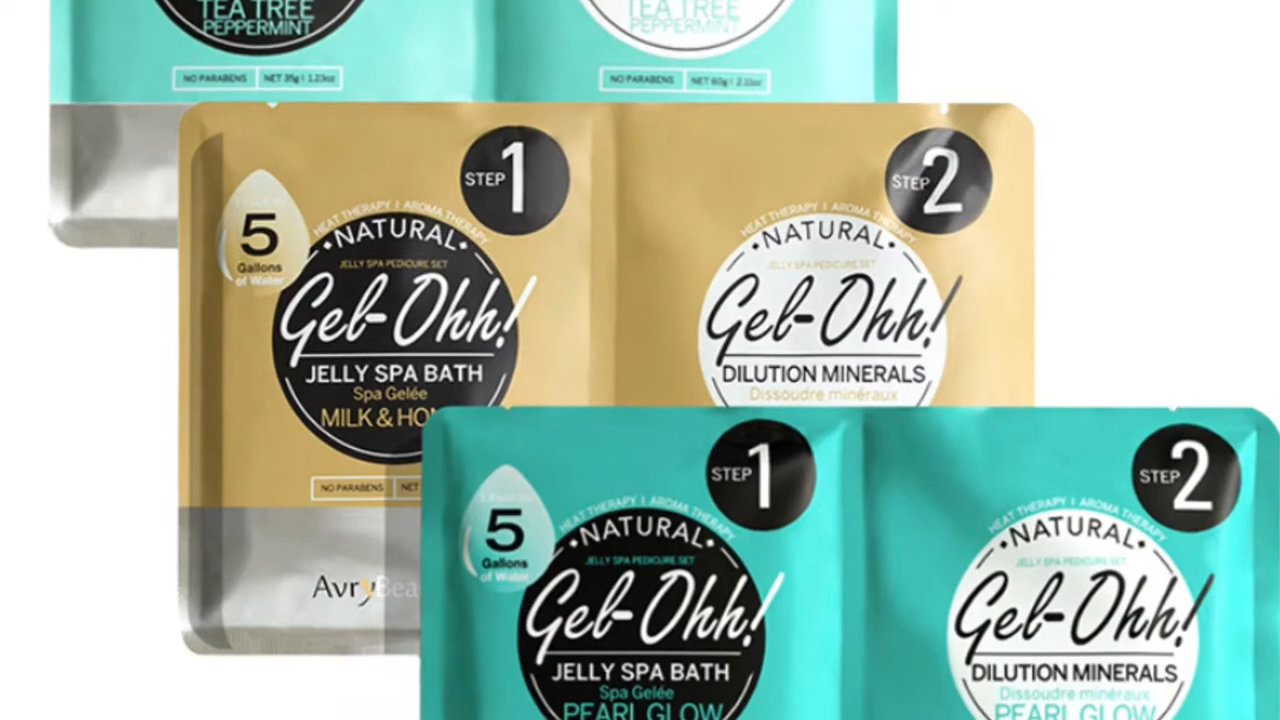 TEA TREE
PEPPERMINT
NO PARABENS NET 35g | 1.23oz
TEA TREE
PEPPERMINT
NO PARABENS NET 60g |
STEP 1
5
Gallons
of Water
HEAT THERAPY | AROMA THERAPY
NATURAL
JELLY SPA PEDICURE SET
Gel-Ohh!
JELLY SPA BATH
Spa Gelée
MILK & HON
NO PARABENS NET
AvryBea
STEP 2
HEAT THERAPY | AROMA THERAPY
NATURAL
JELLY SPA PEDICURE SET
Gel-Ohh!
DILUTION MINERALS
Dissoudre minéraux
STEP 1
5
Gallons
of Water
HEAT THERAPY | AROMA THERAPY
NATURAL
JELLY SPA PEDICURE SET
Gel-Ohh!
JELLY SPA BATH
Spa Gelée
PEARL GLOW
STEP 2
HEAT THERAPY | AROMA THERAPY
NATURAL
JELLY SPA PEDICURE SET
Gel-Ohh!
DILUTION MINERALS
Dissoudre minéraux
PEARL GLOW